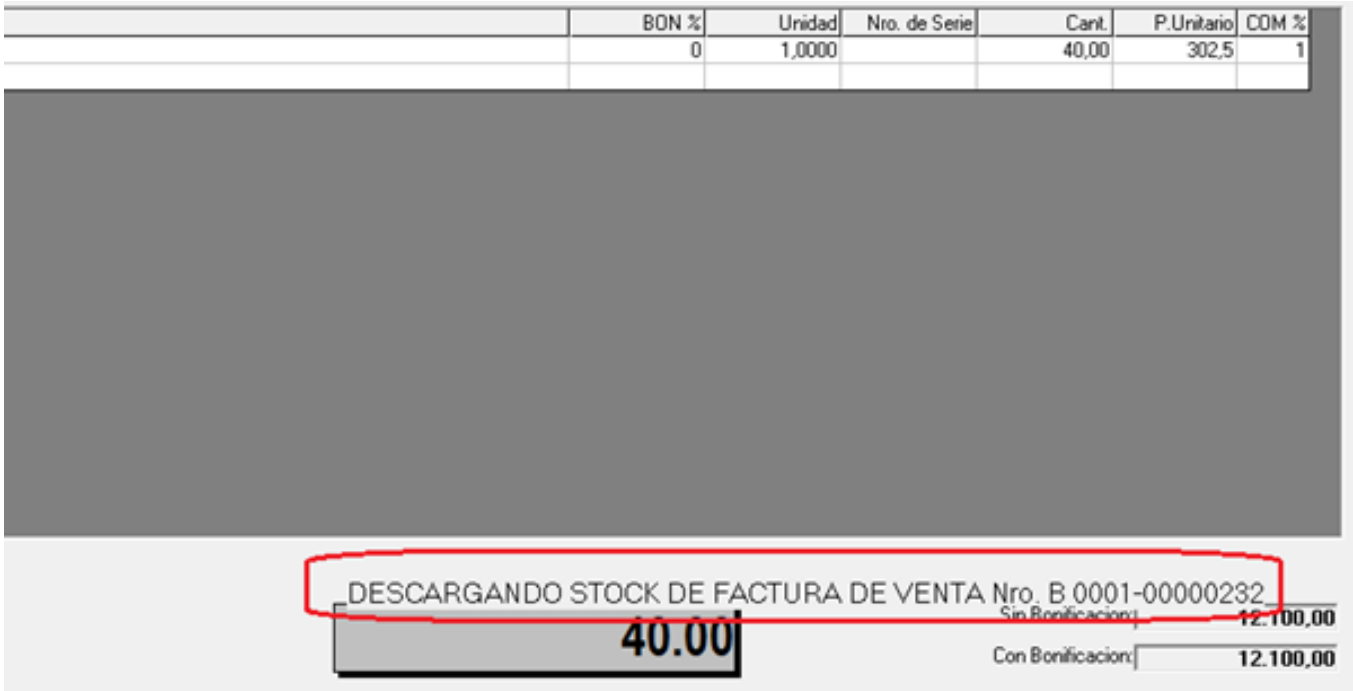 BON % Unidad Nro. de Serie Cant. P.Unitario COM %
0 1,0000 40,00 302,5 1
DESCARGANDO STOCK DE FACTURA DE VENTA Nro. B 0001-00000232
Sin Bonificacion: 12.100,00
40.00
Con Bonificacion: 12.100,00